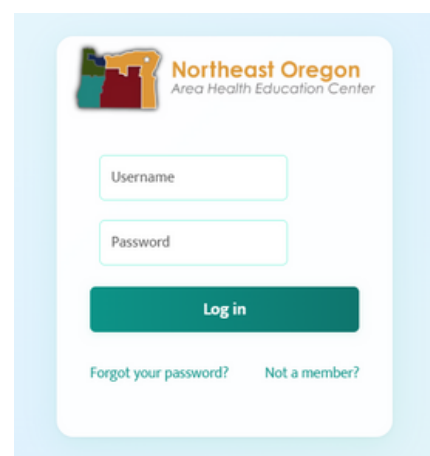 Northeast Oregon
Area Health Education Center
Username
Password
Log in
Forgot your password? Not a member?